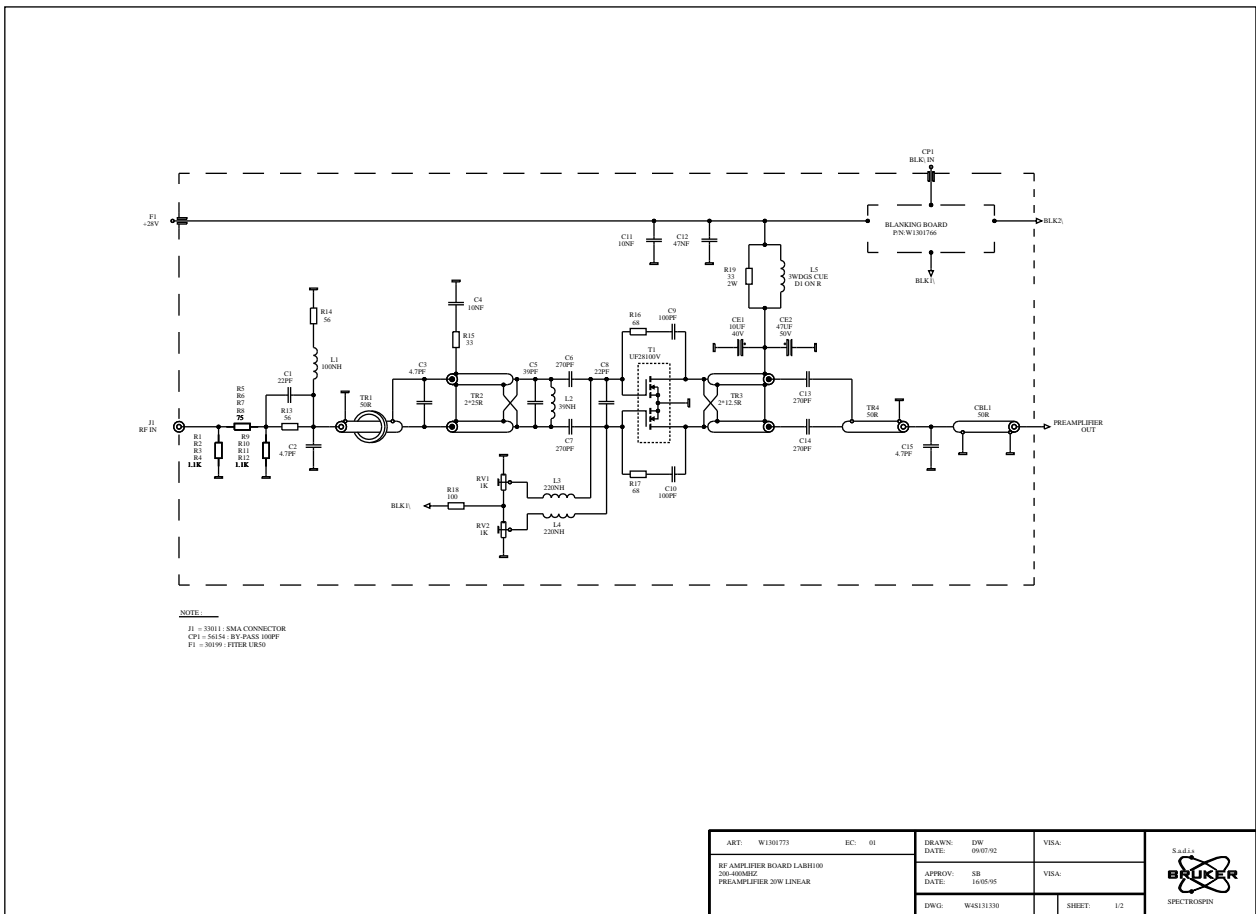 CP1
BLK\ IN
F1
+28V
BLANKING BOARD
P/N:W1301766
BLK2\
BLK1\
C11
10NF
C12
47NF
R19
33
2W
L5
3WDGS CUE
D1 ON R
C4
10NF
R14
56
R15
33
R16
68
C9
100PF
CE1
10UF
40V
CE2
47UF
50V
T1
UF28100V
L1
100NH
C1
22PF
C3
4.7PF
C5
39PF
C6
270PF
C8
22PF
TR1
50R
TR2
2*25R
L2
39NH
TR3
2*12.5R
C13
270PF
TR4
50R
CBL1
50R
R5
R6
R7
R8
75
R13
56
J1
RF IN
R1
R2
R3
R4
1.1K
R9
R10
R11
R12
1.1K
C2
4.7PF
C7
270PF
C14
270PF
C15
4.7PF
PREAMPLIFIER
OUT
R17
68
C10
100PF
RV1
1K
L3
220NH
R18
100
BLK1\
RV2
1K
L4
220NH
NOTE :
J1 = 33011 : SMA CONNECTOR
CP1 = 56154 : BY-PASS 100PF
F1 = 30199 : FITER UR50
ART: W1301773 EC: 01
RF AMPLIFIER BOARD LABH100
200-400MHZ
PREAMPLIFIER 20W LINEAR
DRAWN: DW
DATE: 09/07/92
VISA:
APPROV: SB
DATE: 16/05/95
VISA:
DWG: W4S131330
SHEET: 1/2
S.a.d.i.s
BRUKER
SPECTROSPIN